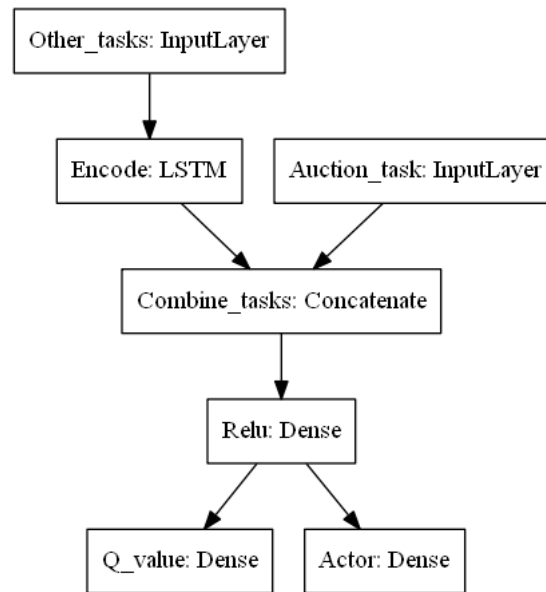 Other_tasks: InputLayer
Encode: LSTM
Auction_task: InputLayer
Combine_tasks: Concatenate
Relu: Dense
Q_value: Dense
Actor: Dense